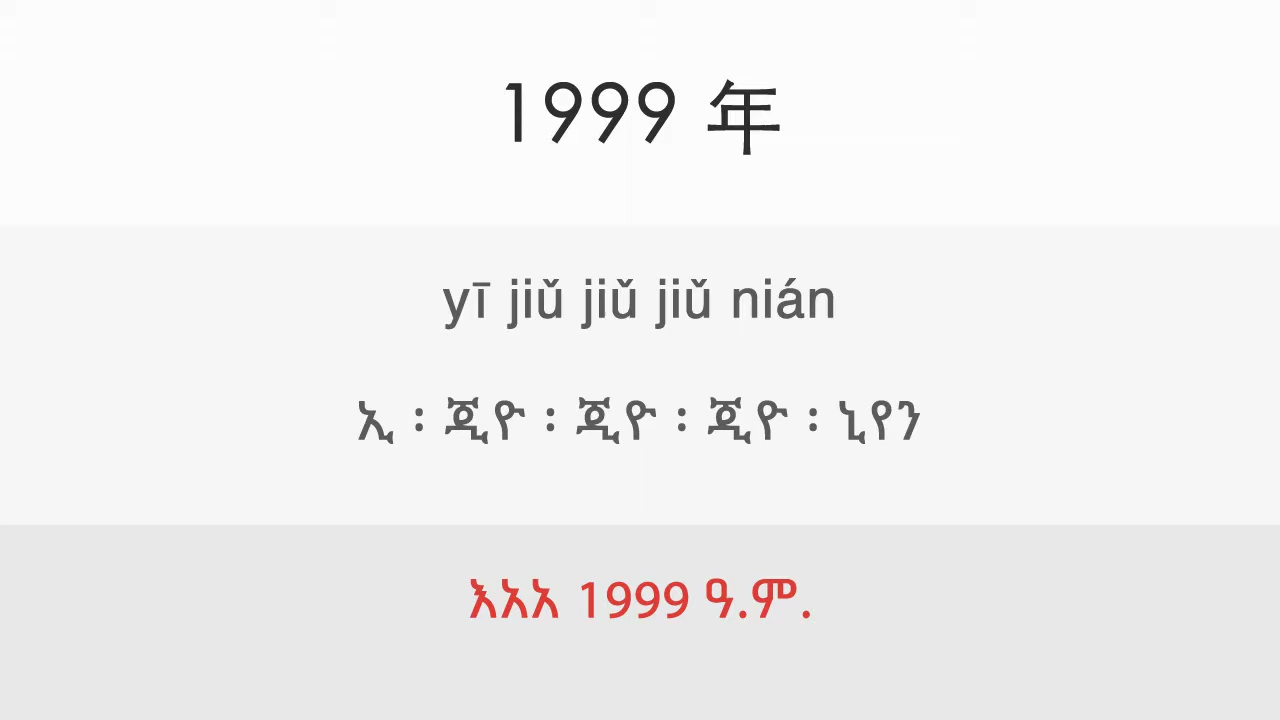 1999 年
yī jiǔ jiǔ jiǔ nián
ኢ ፡ ጂዮ ፡ ጂዮ ፡ ጂዮ ፡ ኒየን
እአአ 1999 ዓ.ም.